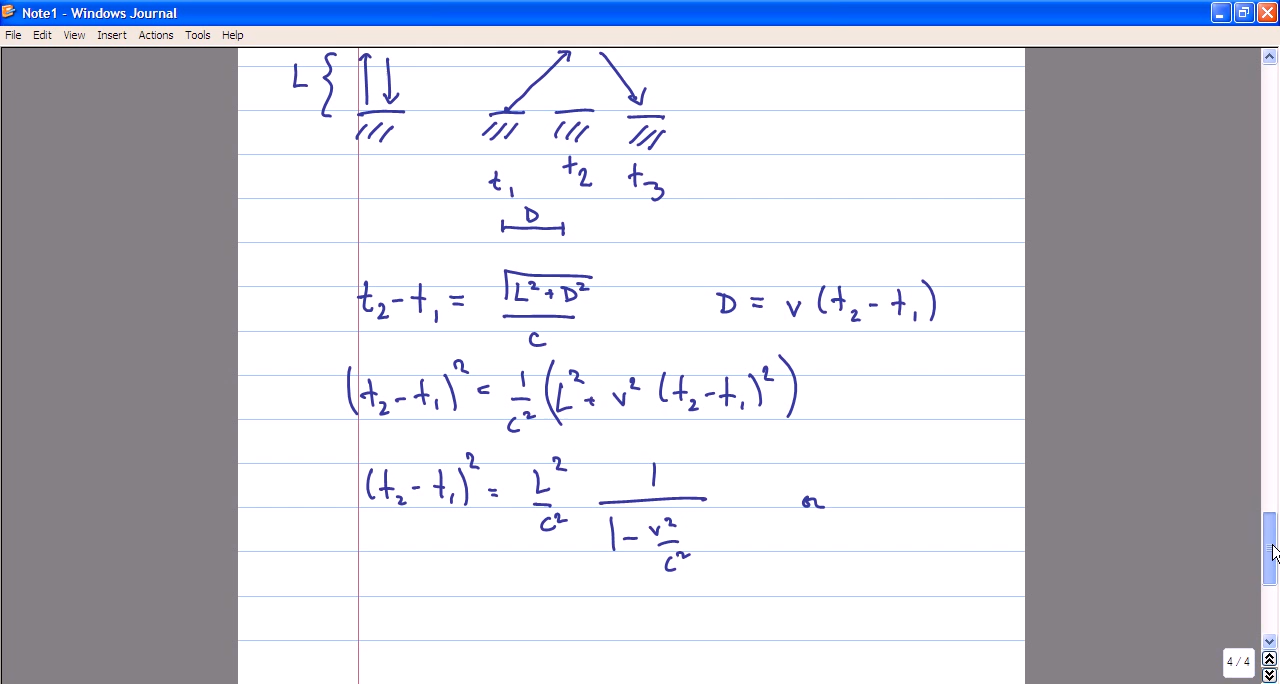 Note1 - Windows Journal
File Edit View Insert Actions Tools Help
L {
t₁ t₂ t₃
D
t₂ - t₁ = √(L² + D²) / c D = v (t₂ - t₁)
(t₂ - t₁)² = 1/c² (L² + v² (t₂ - t₁)²)
(t₂ - t₁)² = L²/c² 1/(1 - v²/c²) or
4 / 4